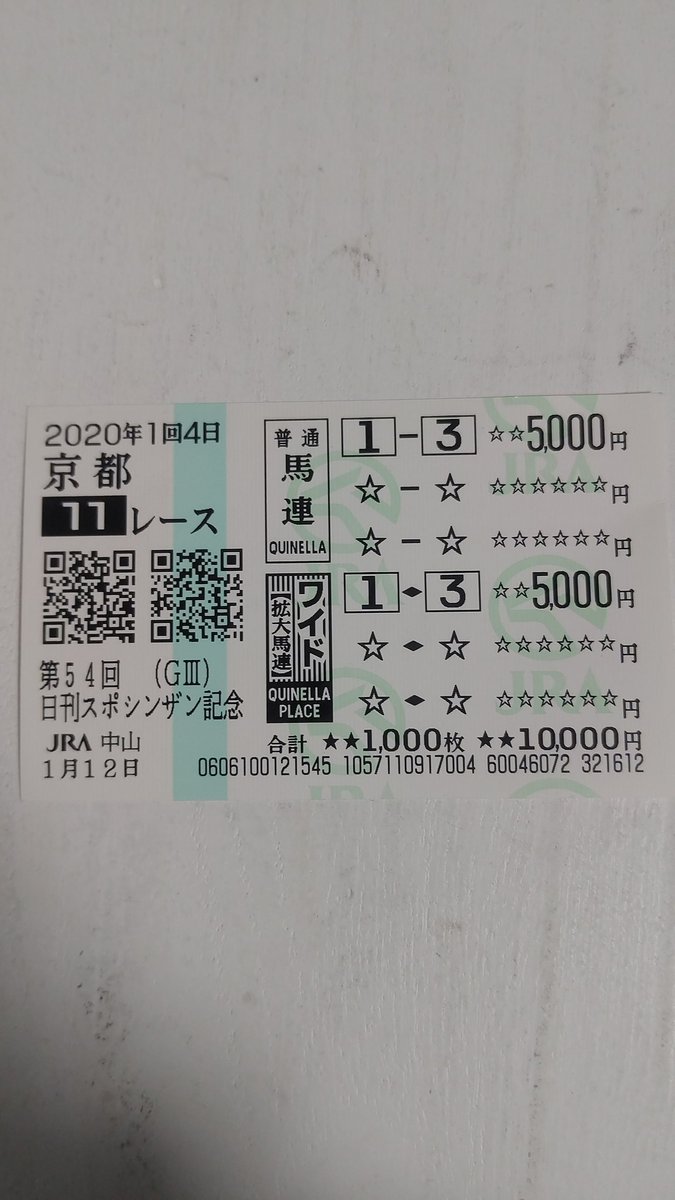 2020年1回4日
京都
11レース
第54回 (GⅢ)
日刊スポシンザン記念
JRA 中山
1月12日
普通
馬連
QUINELLA
1-3 ☆☆5,000円
☆-☆ ☆☆☆☆☆☆円
☆-☆ ☆☆☆☆☆☆円
ワイド
【拡大馬連】
QUINELLA PLACE
1◆3 ☆☆5,000円
☆◆☆ ☆☆☆☆☆☆円
☆◆☆ ☆☆☆☆☆☆円
合計 ★★1,000枚 ★★10,000円
0606100121545 1057110917004 60046072 321612
JRA
JRA